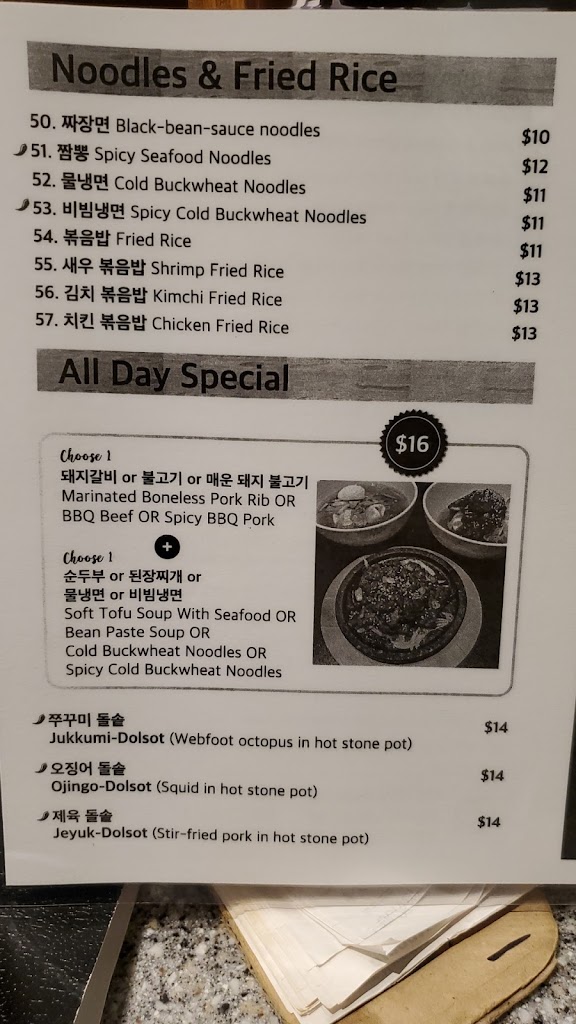 Noodles & Fried Rice
50. 짜장면 Black-bean-sauce noodles $10
51. 짬뽕 Spicy Seafood Noodles $12
52. 물냉면 Cold Buckwheat Noodles $11
53. 비빔냉면 Spicy Cold Buckwheat Noodles $11
54. 볶음밥 Fried Rice $11
55. 새우 볶음밥 Shrimp Fried Rice $13
56. 김치 볶음밥 Kimchi Fried Rice $13
57. 치킨 볶음밥 Chicken Fried Rice $13
All Day Special
$16
Choose 1
돼지갈비 or 불고기 or 매운 돼지 불고기
Marinated Boneless Pork Rib OR
BBQ Beef OR Spicy BBQ Pork
+
Choose 1
순두부 or 된장찌개 or
물냉면 or 비빔냉면
Soft Tofu Soup With Seafood OR
Bean Paste Soup OR
Cold Buckwheat Noodles OR
Spicy Cold Buckwheat Noodles
쭈꾸미 돌솥 $14
Jukkumi-Dolsot (Webfoot octopus in hot stone pot)
오징어 돌솥 $14
Ojingo-Dolsot (Squid in hot stone pot)
제육 돌솥 $14
Jeyuk-Dolsot (Stir-fried pork in hot stone pot)